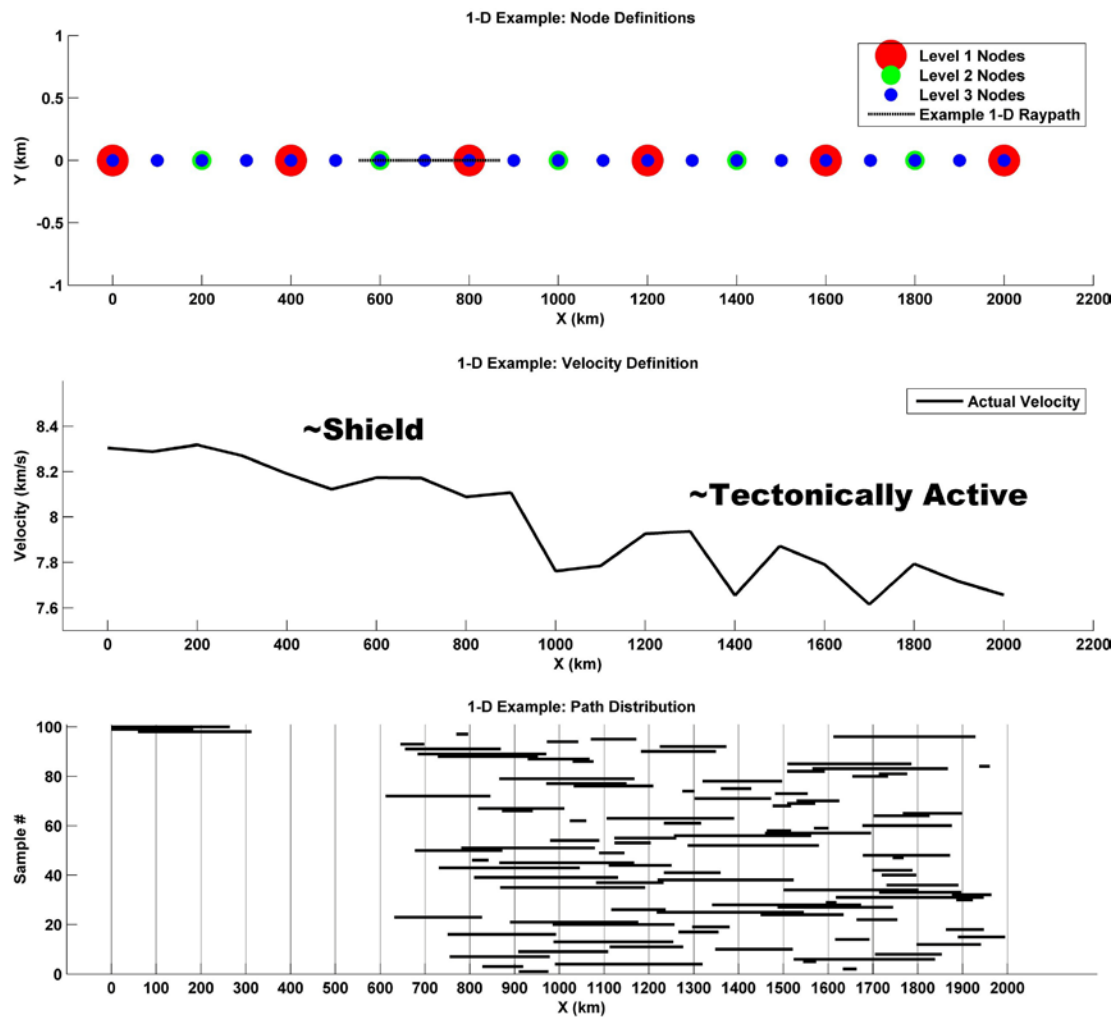 1-D Example: Node Definitions
1
0.5
0
-0.5
-1
Y (km)
Level 1 Nodes
Level 2 Nodes
Level 3 Nodes
Example 1-D Raypath
0 200 400 600 800 1000 1200 1400 1600 1800 2000 2200
X (km)
1-D Example: Velocity Definition
8.4
8.2
8
7.8
7.6
Velocity (km/s)
Actual Velocity
~Shield
~Tectonically Active
0 200 400 600 800 1000 1200 1400 1600 1800 2000 2200
X (km)
1-D Example: Path Distribution
100
80
60
40
20
0
Sample #
0 100 200 300 400 500 600 700 800 900 1000 1100 1200 1300 1400 1500 1600 1700 1800 1900 2000
X (km)